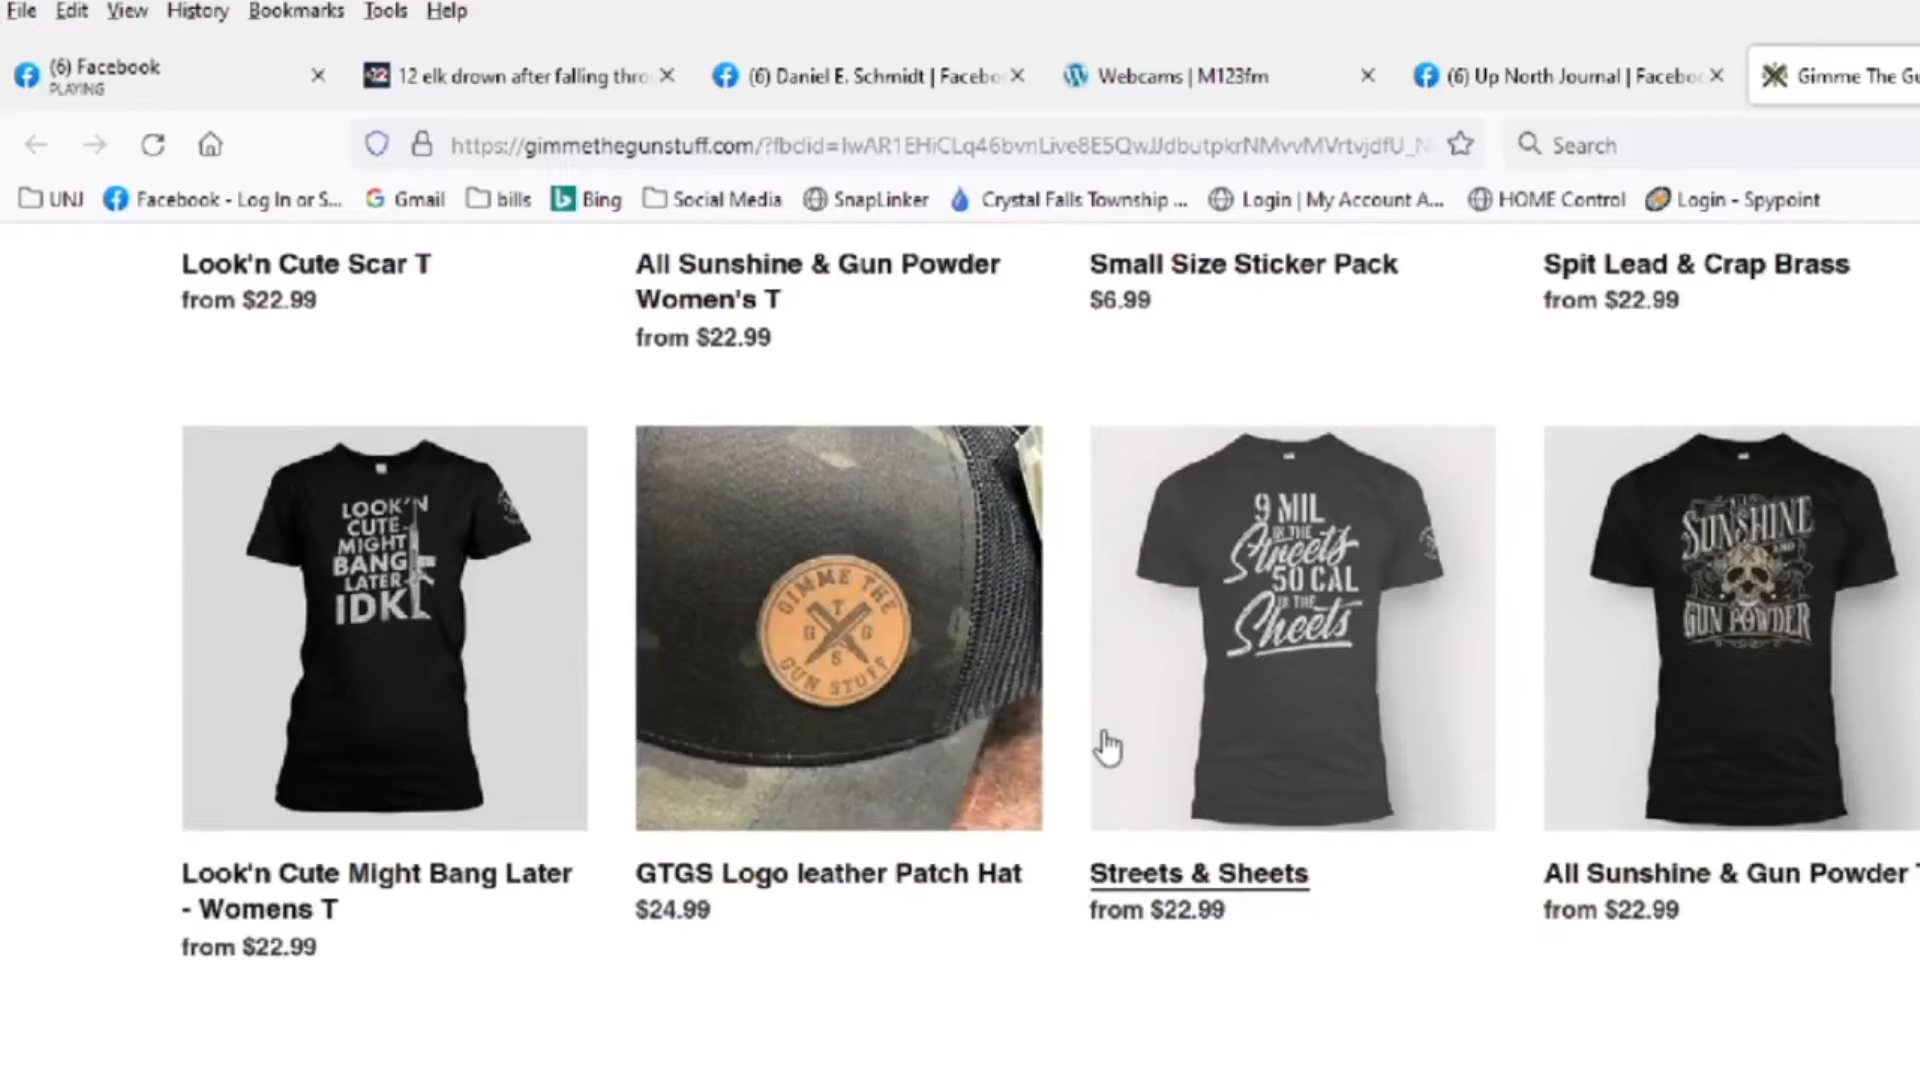 File Edit View History Bookmarks Tools Help
(6) Facebook
PLAYING
12 elk drown after falling thro
(6) Daniel E. Schmidt | Facebo
Webcams | M123fm
(6) Up North Journal | Faceboo
Gimme The Gu
https://gimmethegunstuff.com/?fbclid=
Search
UNJ
Facebook - Log In or S...
Gmail
bills
Bing
Social Media
SnapLinker
Crystal Falls Township ...
Login | My Account A...
HOME Control
Login - Spypoint
Look'n Cute Scar T
from $22.99
All Sunshine & Gun Powder
Women's T
from $22.99
Small Size Sticker Pack
$6.99
Spit Lead & Crap Brass
from $22.99
LOOK'N
CUTE
MIGHT
BANG
LATER
IDK
GIMME THE
T
G G
S
GUN STUFF
9 MIL
IN THE
Streets
50 CAL
IN THE
Sheets
SUNSHINE
GUN POWDER
Look'n Cute Might Bang Later
- Womens T
from $22.99
GTGS Logo leather Patch Hat
$24.99
Streets & Sheets
from $22.99
All Sunshine & Gun Powder T
from $22.99